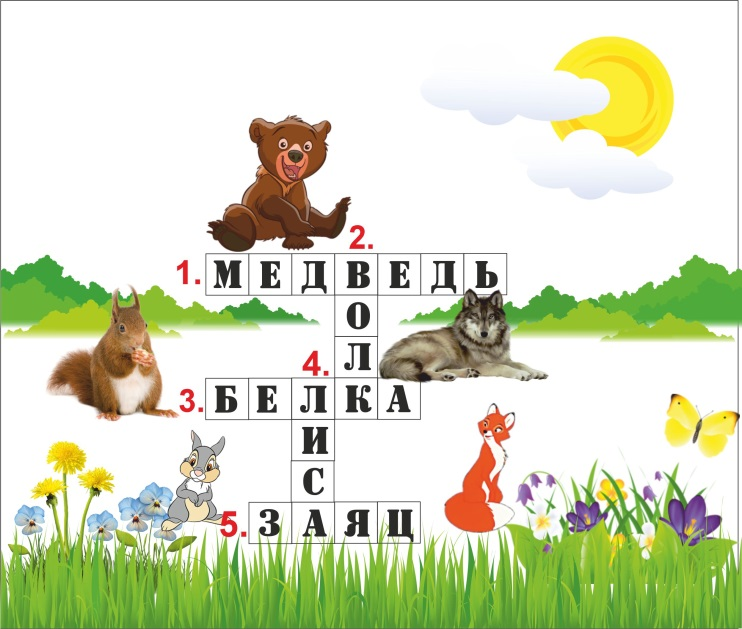 2.
1. МЕДВЕДЬ
О
Л
4.
3. БЕЛКА
И
С
5. ЗАЯЦ